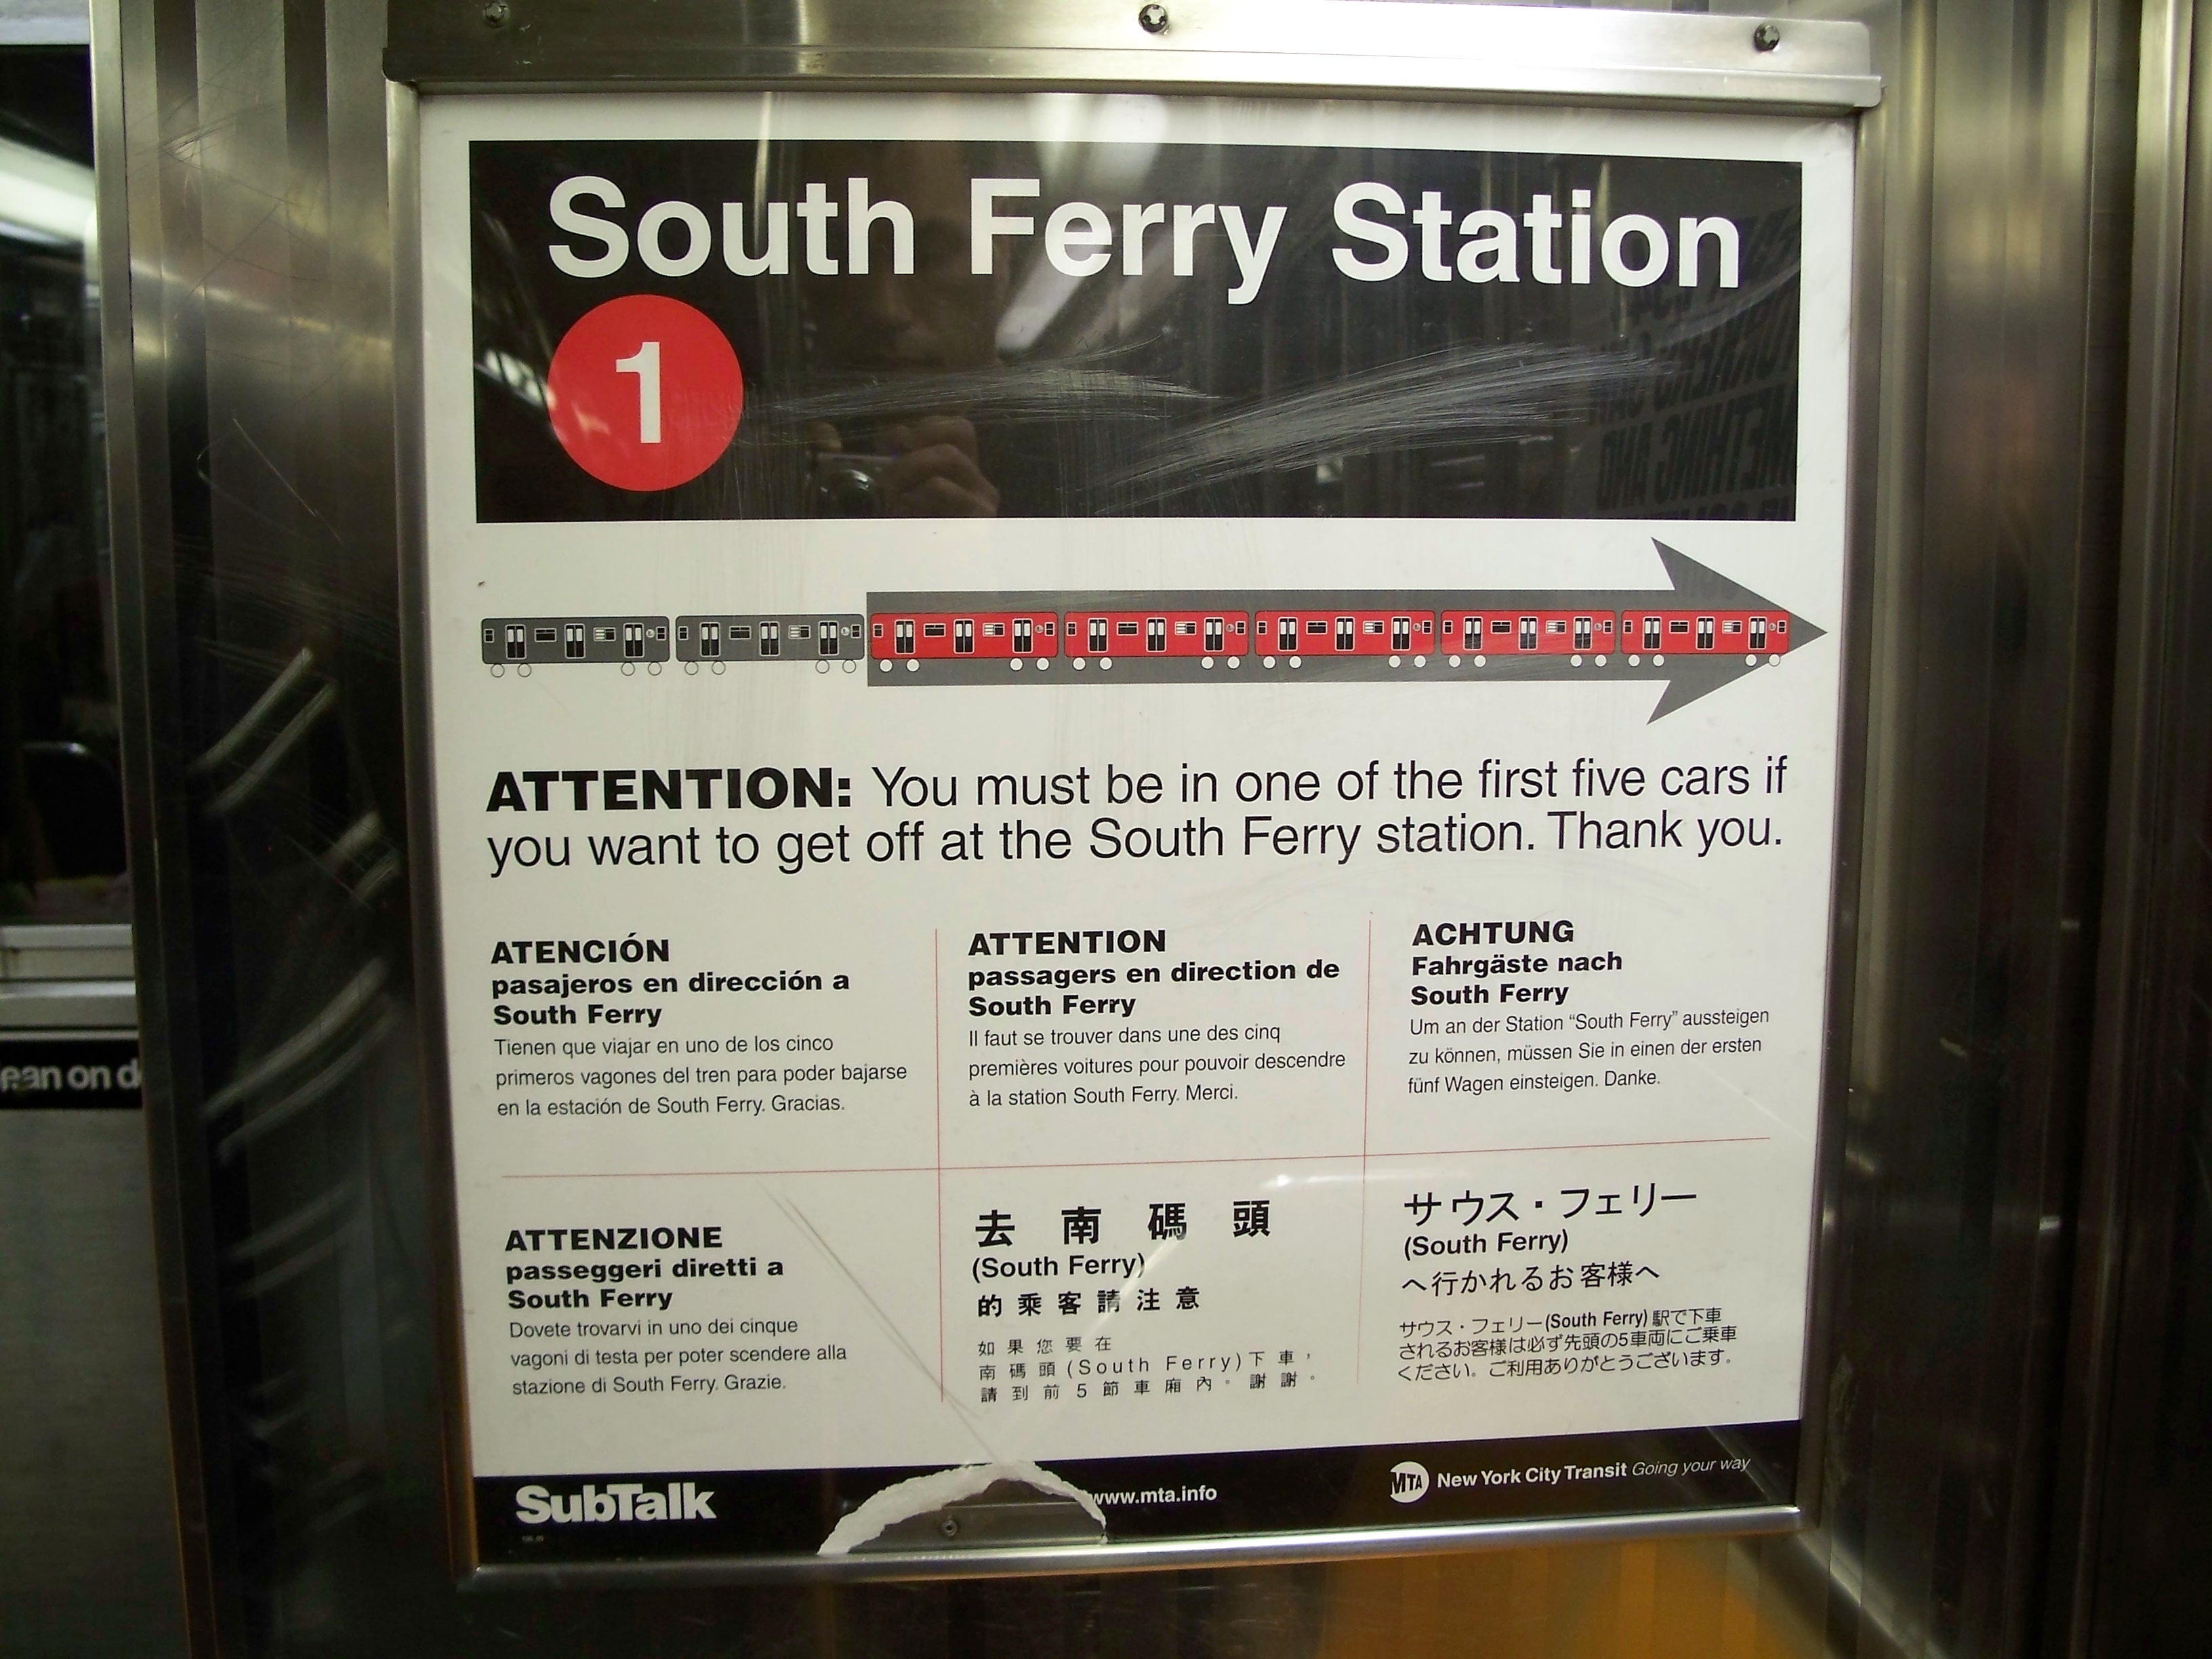 South Ferry Station
1
ATTENTION: You must be in one of the first five cars if
you want to get off at the South Ferry station. Thank you.
ATENCIÓN
pasajeros en dirección a
South Ferry
Tienen que viajar en uno de los cinco
primeros vagones del tren para poder bajarse
en la estación de South Ferry. Gracias.
ATTENTION
passagers en direction de
South Ferry
Il faut se trouver dans une des cinq
premières voitures pour pouvoir descendre
à la station South Ferry. Merci.
ACHTUNG
Fahrgäste nach
South Ferry
Um an der Station “South Ferry” aussteigen
zu können, müssen Sie in einen der ersten
fünf Wagen einsteigen. Danke.
ATTENZIONE
passeggeri diretti a
South Ferry
Dovete trovarvi in uno dei cinque
vagoni di testa per poter scendere alla
stazione di South Ferry. Grazie.
去南碼頭
(South Ferry)
的乘客請注意
如果您要在
南碼頭(South Ferry)下車，
請到前5節車廂內。謝謝。
サウス・フェリー
(South Ferry)
へ行かれるお客様へ
サウス・フェリー(South Ferry)駅で下車
されるお客様は必ず先頭の5車両にご乗車
ください。ご利用ありがとうございます。
SubTalk
www.mta.info
MTA New York City Transit Going your way
ean on d